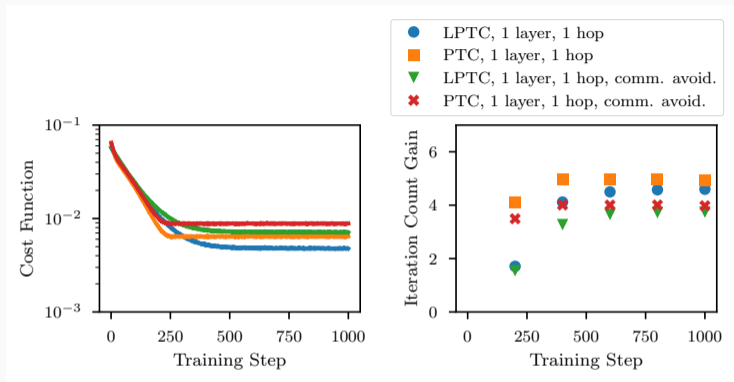 LPTC, 1 layer, 1 hop
PTC, 1 layer, 1 hop
LPTC, 1 layer, 1 hop, comm. avoid.
PTC, 1 layer, 1 hop, comm. avoid.
Cost Function
10⁻¹
10⁻²
10⁻³
0 250 500 750 1000
Training Step
Iteration Count Gain
6
4
2
0
0 250 500 750 1000
Training Step